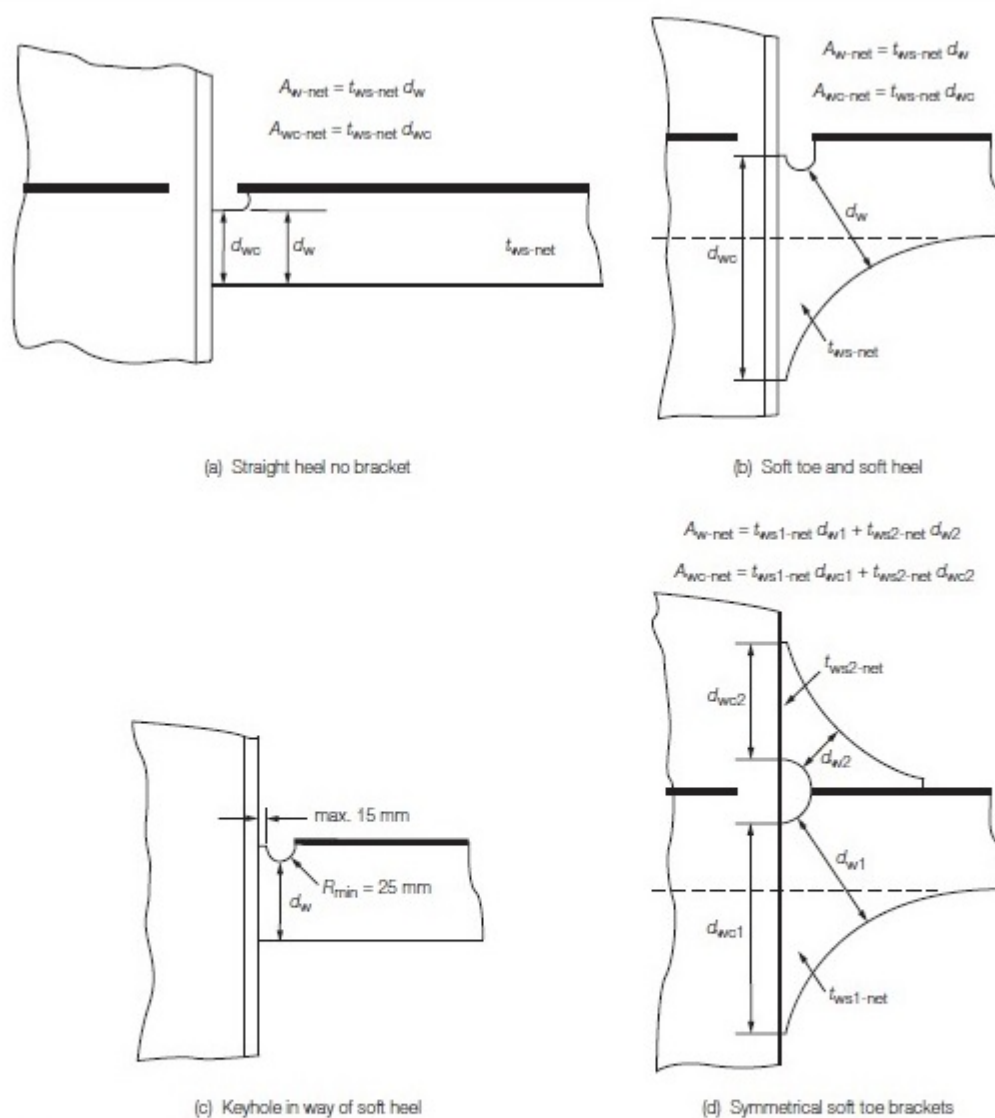 A_w-net = t_ws-net d_w
A_wc-net = t_ws-net d_wc
d_wc
d_w
t_ws-net
(a) Straight heel no bracket
A_w-net = t_ws-net d_w
A_wc-net = t_ws-net d_wc
d_w
d_wc
t_ws-net
(b) Soft toe and soft heel
max. 15 mm
R_min = 25 mm
d_w
(c) Keyhole in way of soft heel
A_w-net = t_ws1-net d_w1 + t_ws2-net d_w2
A_wc-net = t_ws1-net d_wc1 + t_ws2-net d_wc2
t_ws2-net
d_wc2
d_w2
d_w1
d_wc1
t_ws1-net
(d) Symmetrical soft toe brackets